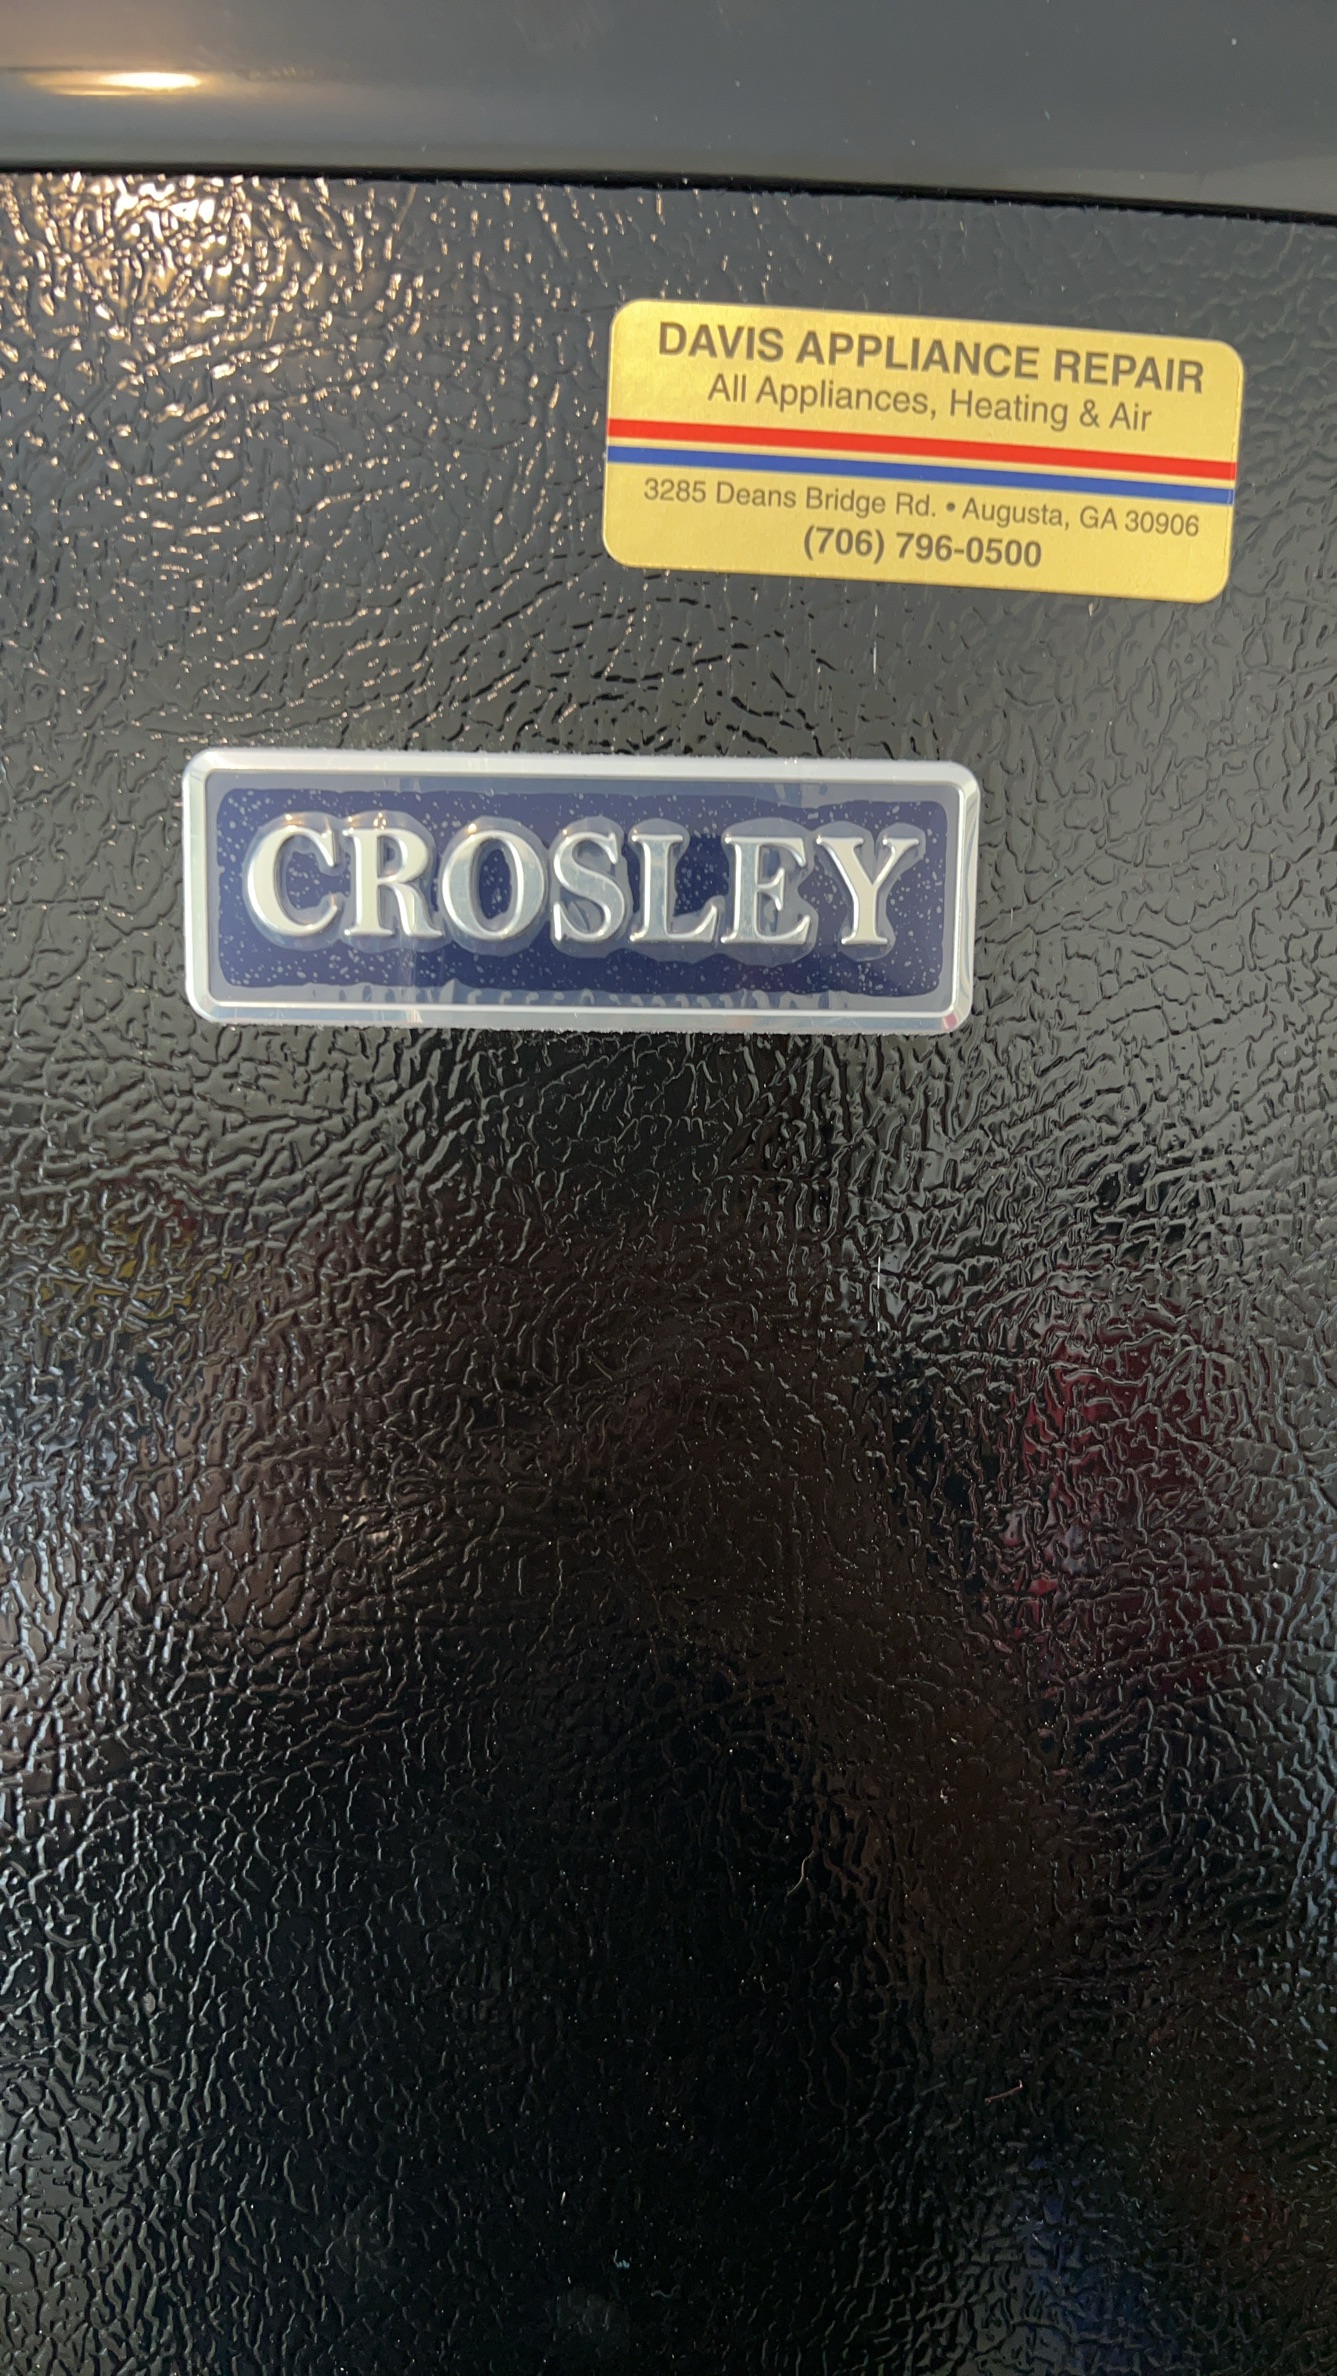 DAVIS APPLIANCE REPAIR
All Appliances, Heating & Air
3285 Deans Bridge Rd. • Augusta, GA 30906
(706) 796-0500
CROSLEY